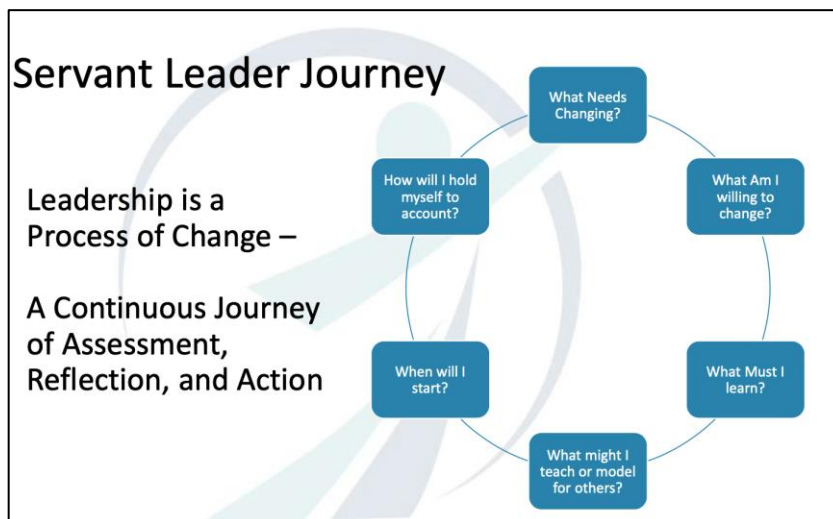 Servant Leader Journey
Leadership is a
Process of Change –
A Continuous Journey
of Assessment,
Reflection, and Action
What Needs
Changing?
What Am I
willing to
change?
What Must I
learn?
What might I
teach or model
for others?
When will I
start?
How will I hold
myself to
account?